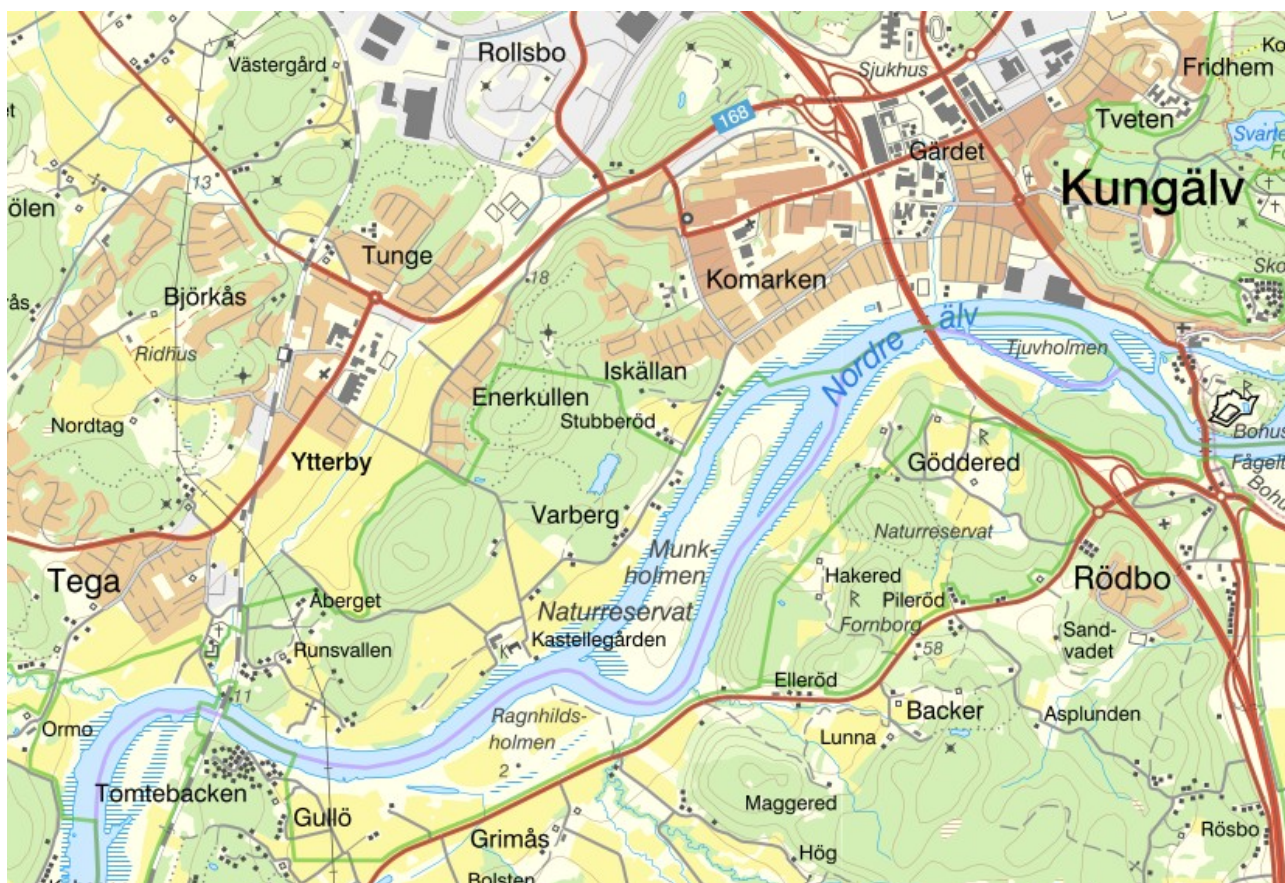 Rollsbo
Västergård
Sjukhus
Fridhem
168
Tveten
Gärdet
13
Kungälv
Tunge
18
Komarken
Björkås
Ridhus
Nordre älv
Tjuvholmen
Iskällan
Enerkullen
Stubberöd
Nordtag
Ytterby
Göddered
Varberg
Naturreservat
Munk-
holmen
Tega
Hakered
Rödbo
Åberget
Pileröd
Naturreservat
Fornborg
Kastellegården
K
Runsvallen
58
Sand-
vadet
Elleröd
11
Ormo
Ragnhilds-
holmen
Backer
Asplunden
Lunna
2
Tomtebacken
Gullö
Maggered
Grimås
Rösbo
Hög
Bolsten